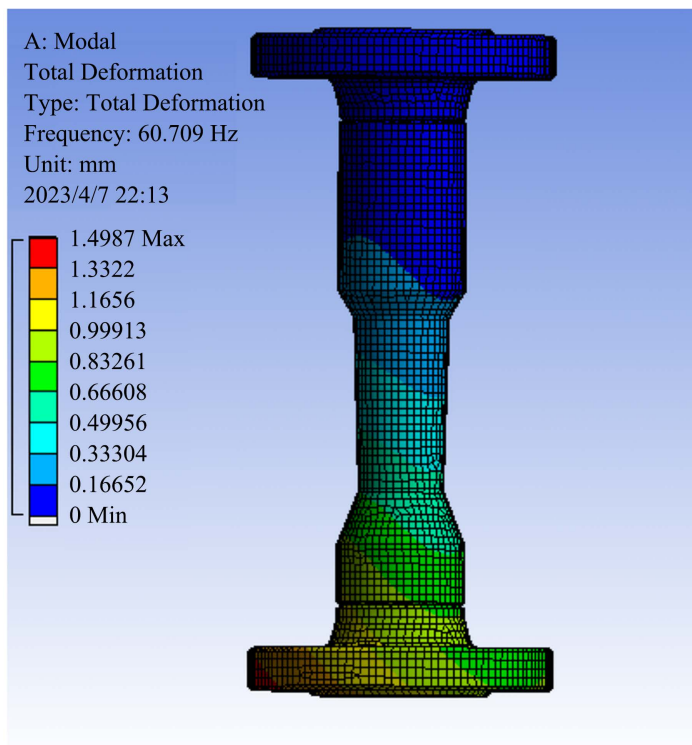 A: Modal
Total Deformation
Type: Total Deformation
Frequency: 60.709 Hz
Unit: mm
2023/4/7 22:13
1.4987 Max
1.3322
1.1656
0.99913
0.83261
0.66608
0.49956
0.33304
0.16652
0 Min